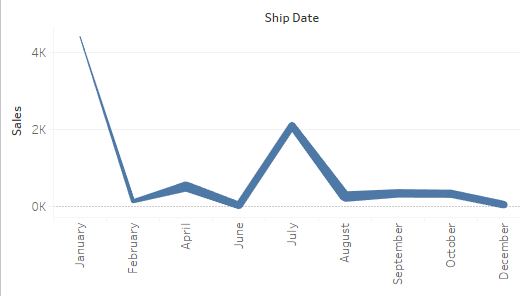 Ship Date
Sales
4K
2K
0K
January
February
April
June
July
August
September
October
December